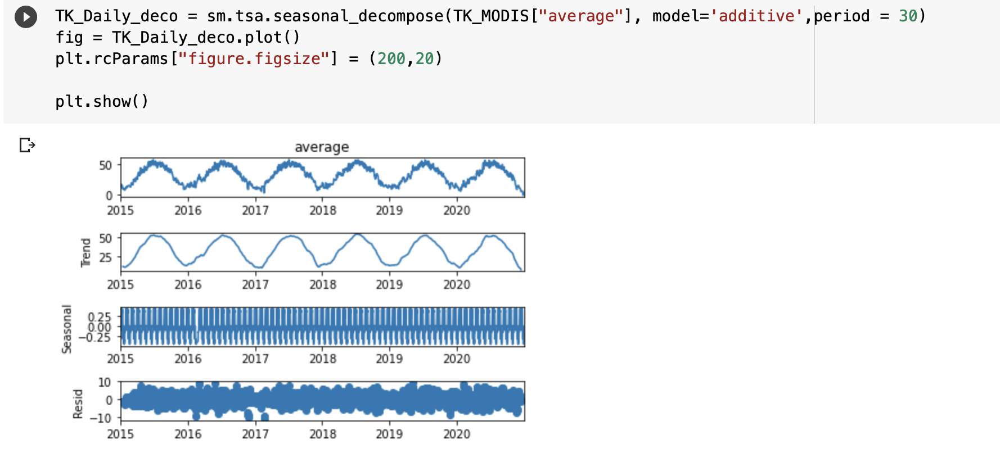 TK_Daily_deco = sm.tsa.seasonal_decompose(TK_MODIS["average"], model='additive',period = 30)
fig = TK_Daily_deco.plot()
plt.rcParams["figure.figsize"] = (200,20)
plt.show()
average
50
0
2015 2016 2017 2018 2019 2020
Trend
50
25
2015 2016 2017 2018 2019 2020
Seasonal
0.25
0.00
−0.25
2015 2016 2017 2018 2019 2020
Resid
10
0
−10
2015 2016 2017 2018 2019 2020